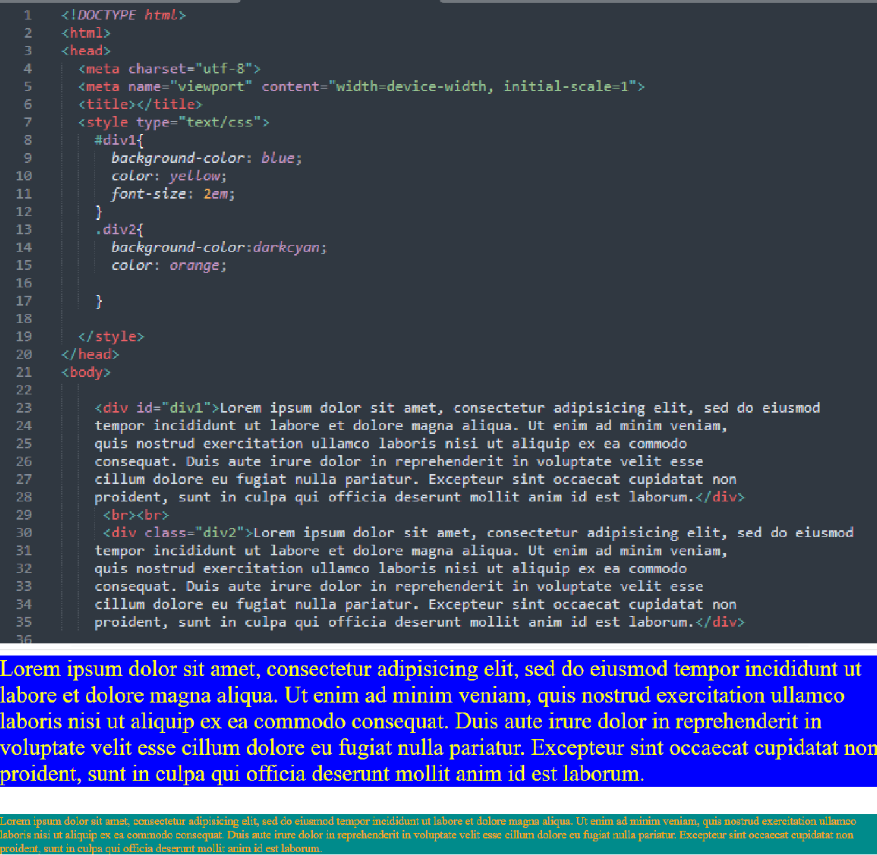 1 <!DOCTYPE html>
2 <html>
3 <head>
4 <meta charset="utf-8">
5 <meta name="viewport" content="width=device-width, initial-scale=1">
6 <title></title>
7 <style type="text/css">
8 #div1{
9 background-color: blue;
10 color: yellow;
11 font-size: 2em;
12 }
13 .div2{
14 background-color:darkcyan;
15 color: orange;
16
17 }
18
19 </style>
20 </head>
21 <body>
22
23 <div id="div1">Lorem ipsum dolor sit amet, consectetur adipisicing elit, sed do eiusmod
24 tempor incididunt ut labore et dolore magna aliqua. Ut enim ad minim veniam,
25 quis nostrud exercitation ullamco laboris nisi ut aliquip ex ea commodo
26 consequat. Duis aute irure dolor in reprehenderit in voluptate velit esse
27 cillum dolore eu fugiat nulla pariatur. Excepteur sint occaecat cupidatat non
28 proident, sunt in culpa qui officia deserunt mollit anim id est laborum.</div>
29 <br><br>
30 <div class="div2">Lorem ipsum dolor sit amet, consectetur adipisicing elit, sed do eiusmod
31 tempor incididunt ut labore et dolore magna aliqua. Ut enim ad minim veniam,
32 quis nostrud exercitation ullamco laboris nisi ut aliquip ex ea commodo
33 consequat. Duis aute irure dolor in reprehenderit in voluptate velit esse
34 cillum dolore eu fugiat nulla pariatur. Excepteur sint occaecat cupidatat non
35 proident, sunt in culpa qui officia deserunt mollit anim id est laborum.</div>
36
Lorem ipsum dolor sit amet, consectetur adipisicing elit, sed do eiusmod tempor incididunt ut
labore et dolore magna aliqua. Ut enim ad minim veniam, quis nostrud exercitation ullamco
laboris nisi ut aliquip ex ea commodo consequat. Duis aute irure dolor in reprehenderit in
voluptate velit esse cillum dolore eu fugiat nulla pariatur. Excepteur sint occaecat cupidatat non
proident, sunt in culpa qui officia deserunt mollit anim id est laborum.
Lorem ipsum dolor sit amet, consectetur adipisicing elit, sed do eiusmod tempor incididunt ut labore et dolore magna aliqua. Ut enim ad minim veniam, quis nostrud exercitation ullamco
laboris nisi ut aliquip ex ea commodo consequat. Duis aute irure dolor in reprehenderit in voluptate velit esse cillum dolore eu fugiat nulla pariatur. Excepteur sint occaecat cupidatat non
proident, sunt in culpa qui officia deserunt mollit anim id est laborum.